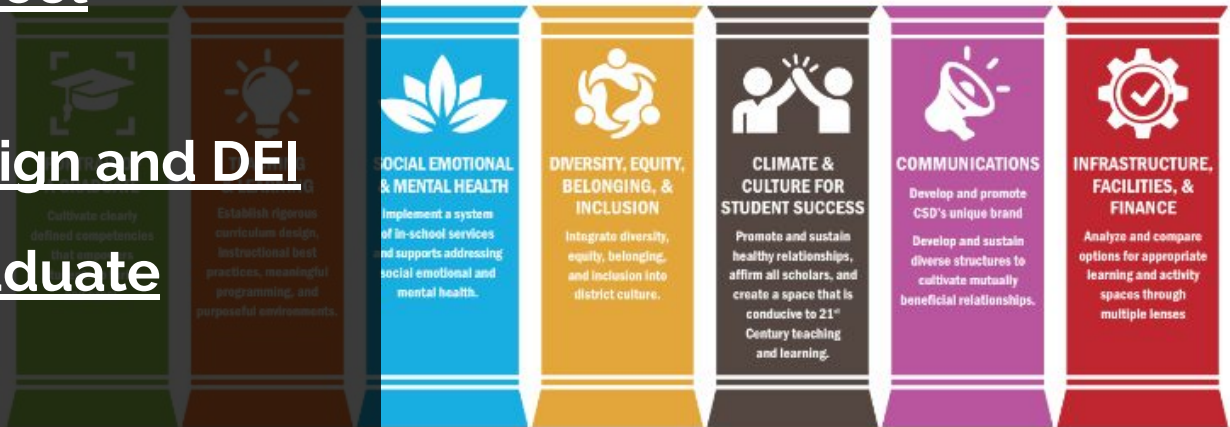 ign and DEI
duate
Cultivate clearly
defined competencies
Establish rigorous
curriculum design,
instructional best
practices, meaningful
programming, and
purposeful environments.
SOCIAL EMOTIONAL
& MENTAL HEALTH
Implement a system
of in-school services
and supports addressing
social emotional and
mental health.
DIVERSITY, EQUITY,
BELONGING, &
INCLUSION
Integrate diversity,
equity, belonging,
and inclusion into
district culture.
CLIMATE &
CULTURE FOR
STUDENT SUCCESS
Promote and sustain
healthy relationships,
affirm all scholars, and
create a space that is
conducive to 21st
Century teaching
and learning.
COMMUNICATIONS
Develop and promote
CSD's unique brand
Develop and sustain
diverse structures to
cultivate mutually
beneficial relationships.
INFRASTRUCTURE,
FACILITIES, &
FINANCE
Analyze and compare
options for appropriate
learning and activity
spaces through
multiple lenses